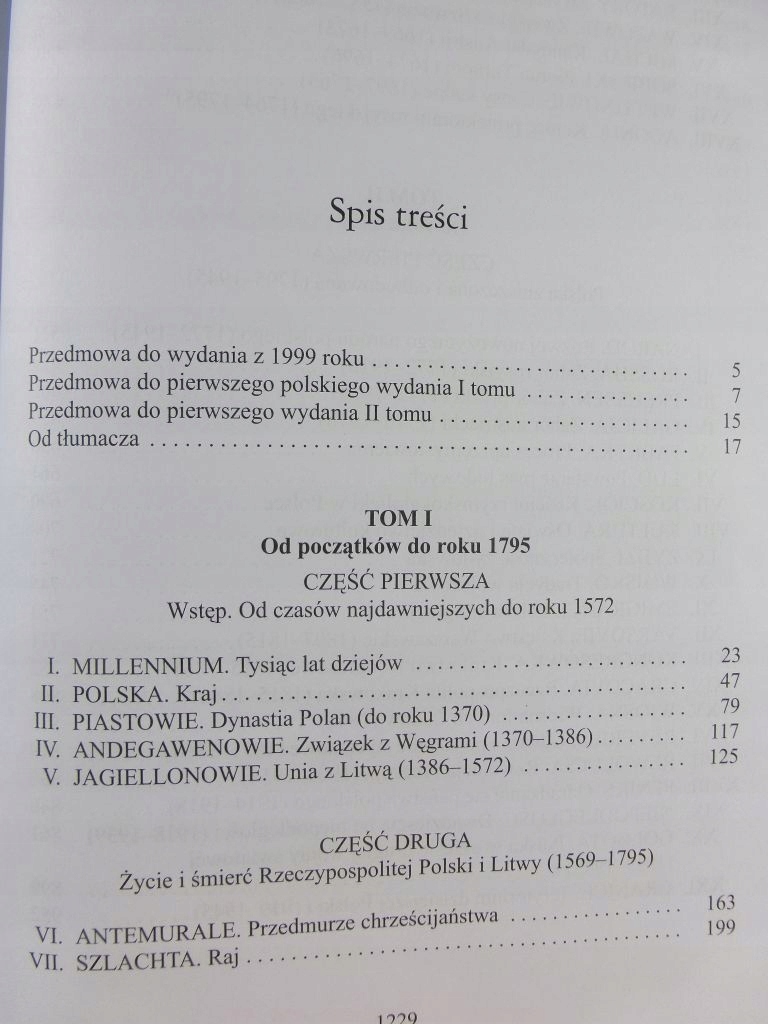 Spis treści
Przedmowa do wydania z 1999 roku . . . . . . . . . . . . . . . . . . . . . . . . . . . . . . 5
Przedmowa do pierwszego polskiego wydania I tomu . . . . . . . . . . . . . . . . 7
Przedmowa do pierwszego wydania II tomu . . . . . . . . . . . . . . . . . . . . . . . . 15
Od tłumacza . . . . . . . . . . . . . . . . . . . . . . . . . . . . . . . . . . . . . . . . . . . . . . . . 17
TOM I
Od początków do roku 1795
CZĘŚĆ PIERWSZA
Wstęp. Od czasów najdawniejszych do roku 1572
I. MILLENNIUM. Tysiąc lat dziejów . . . . . . . . . . . . . . . . . . . . . . . . . . 23
II. POLSKA. Kraj . . . . . . . . . . . . . . . . . . . . . . . . . . . . . . . . . . . . . . . . . . . . 47
III. PIASTOWIE. Dynastia Polan (do roku 1370) . . . . . . . . . . . . . . . . . . 79
IV. ANDEGAWENOWIE. Związek z Węgrami (1370–1386) . . . . . . . . . 117
V. JAGIELLONOWIE. Unia z Litwą (1386–1572) . . . . . . . . . . . . . . . . 125
CZĘŚĆ DRUGA
Życie i śmierć Rzeczypospolitej Polski i Litwy (1569–1795)
VI. ANTEMURALE. Przedmurze chrześcijaństwa . . . . . . . . . . . . . . . . . 163
VII. SZLACHTA. Raj . . . . . . . . . . . . . . . . . . . . . . . . . . . . . . . . . . . . . . . . . . 199
1229